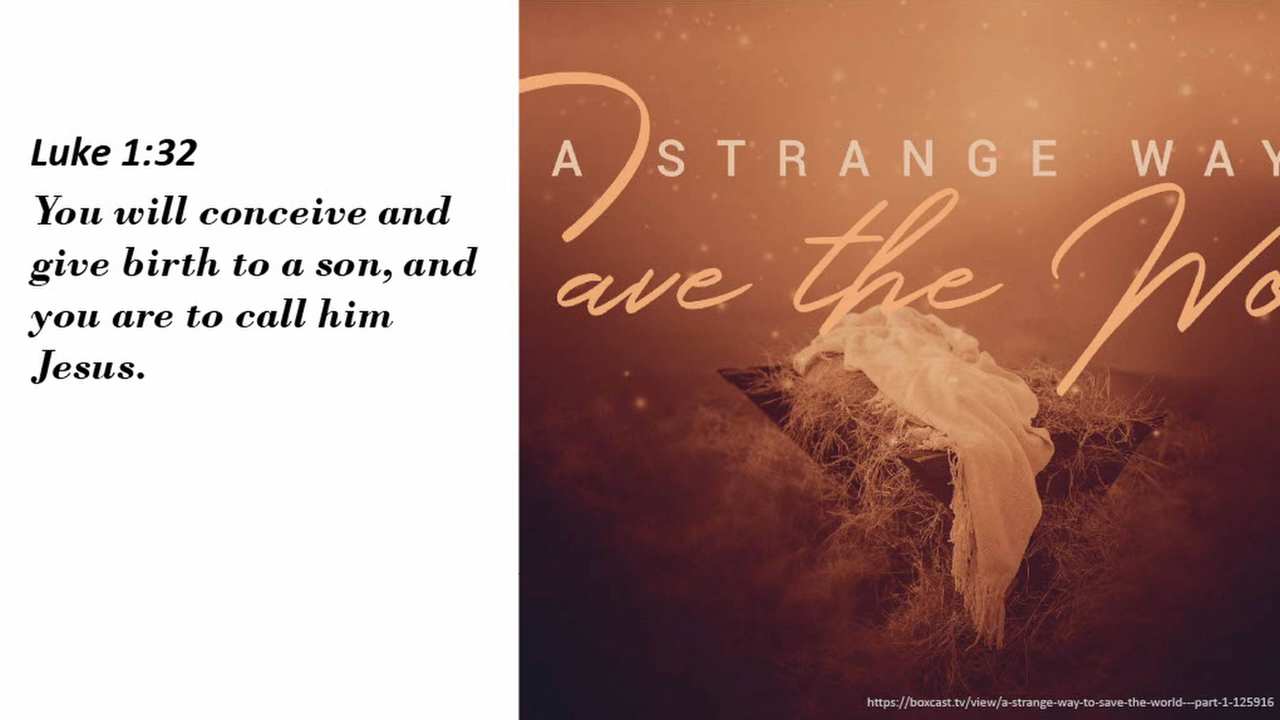 Luke 1:32
You will conceive and
give birth to a son, and
you are to call him
Jesus.
A STRANGE WAY
ave the Wo
https://boxcast.tv/view/a-strange-way-to-save-the-world---part-1-125916